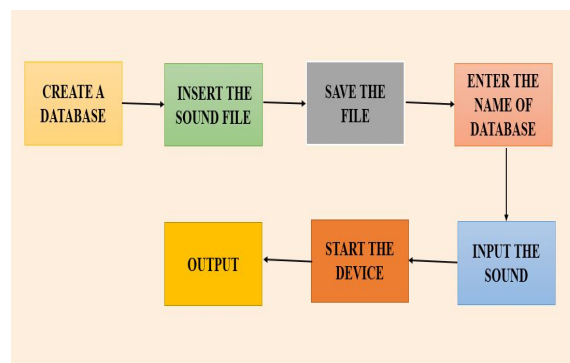 CREATE A
DATABASE
INSERT THE
SOUND FILE
SAVE THE
FILE
ENTER THE
NAME OF
DATABASE
INPUT THE
SOUND
START THE
DEVICE
OUTPUT